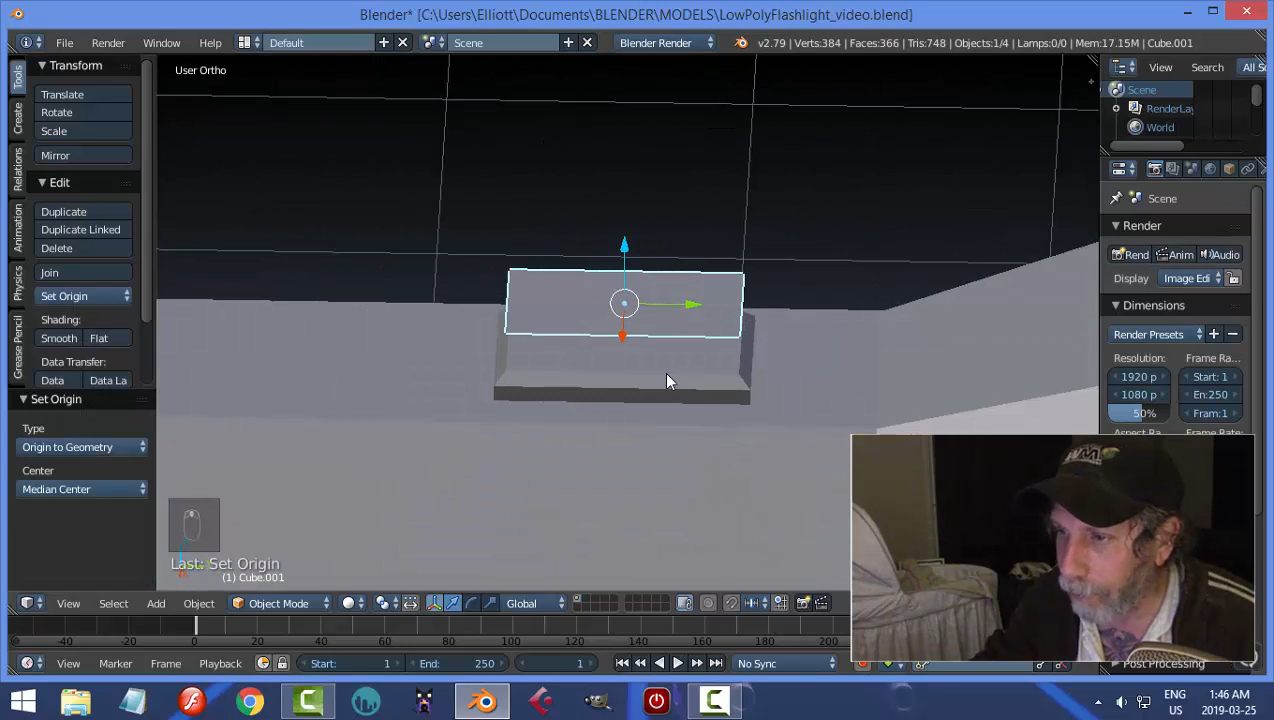 Blender* [C:\Users\Elliott\Documents\BLENDER\MODELS\LowPolyFlashlight_video.blend]
File Render Window Help Default Scene Blender Render v2.79 | Verts:384 | Faces:366 | Tris:748 | Objects:1/4 | Lamps:0/0 | Mem:17.15M | Cube.001
View Search All S
User Ortho
Tools
Create
Relations
Animation
Physics
Grease Pencil
Transform
Translate
Rotate
Scale
Mirror
Edit
Duplicate
Duplicate Linked
Delete
Join
Set Origin
Shading:
Smooth Flat
Data Transfer:
Data Data La
Set Origin
Type
Origin to Geometry
Center
Median Center
Last: Set Origin
(1) Cube.001
Scene
RenderLay
World
Scene
Render
Rend Anim Audio
Display Image Edi
Dimensions
Render Presets
Resolution: Frame Ra...
1920 p Start: 1
1080 p En:250
50% Fram:1
Post Processing
View Select Add Object Object Mode Global
-40 -20 0 20 40 60 80 100 120 140 160 180 200
View Marker Frame Playback Start: 1 End: 250 1 No Sync
ENG
US
1:46 AM
2019-03-25